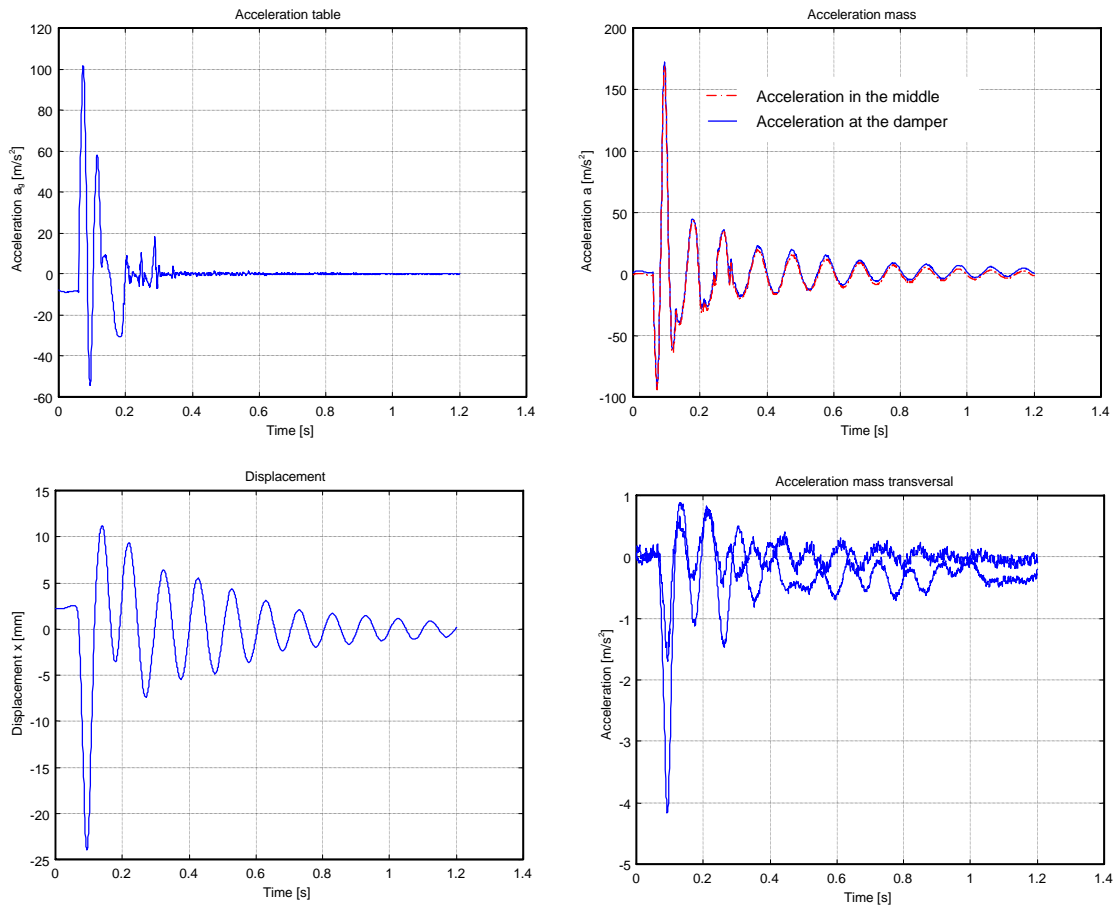 Acceleration table
120
100
80
60
40
20
0
-20
-40
-60
Acceleration ag [m/s²]
0 0.2 0.4 0.6 0.8 1 1.2 1.4
Time [s]
Acceleration mass
200
150
100
50
0
-50
-100
Acceleration a [m/s²]
Acceleration in the middle
Acceleration at the damper
0 0.2 0.4 0.6 0.8 1 1.2 1.4
Time [s]
Displacement
15
10
5
0
-5
-10
-15
-20
-25
Displacement x [mm]
0 0.2 0.4 0.6 0.8 1 1.2 1.4
Time [s]
Acceleration mass transversal
1
0
-1
-2
-3
-4
-5
Acceleration [m/s²]
0 0.2 0.4 0.6 0.8 1 1.2 1.4
Time [s]